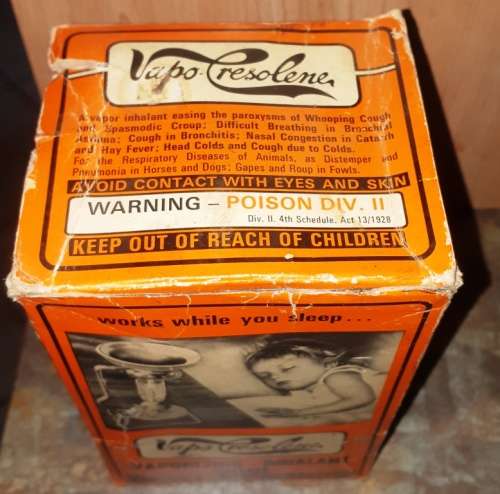 Vapo-Cresolene
A vapor inhalant easing the paroxysms of Whooping Cough
and Spasmodic Croup; Difficult Breathing in Bronchial
Asthma; Cough in Bronchitis; Nasal Congestion in Catarrh
and Hay Fever; Head Colds and Cough due to Colds.
For the Respiratory Diseases of Animals, as Distemper and
Pneumonia in Horses and Dogs; Gapes and Roup in Fowls.
AVOID CONTACT WITH EYES AND SKIN
WARNING – POISON DIV. II
Div. II. 4th Schedule. Act 13/1928
KEEP OUT OF REACH OF CHILDREN
works while you sleep...
Vapo-Cresolene
INHALANT